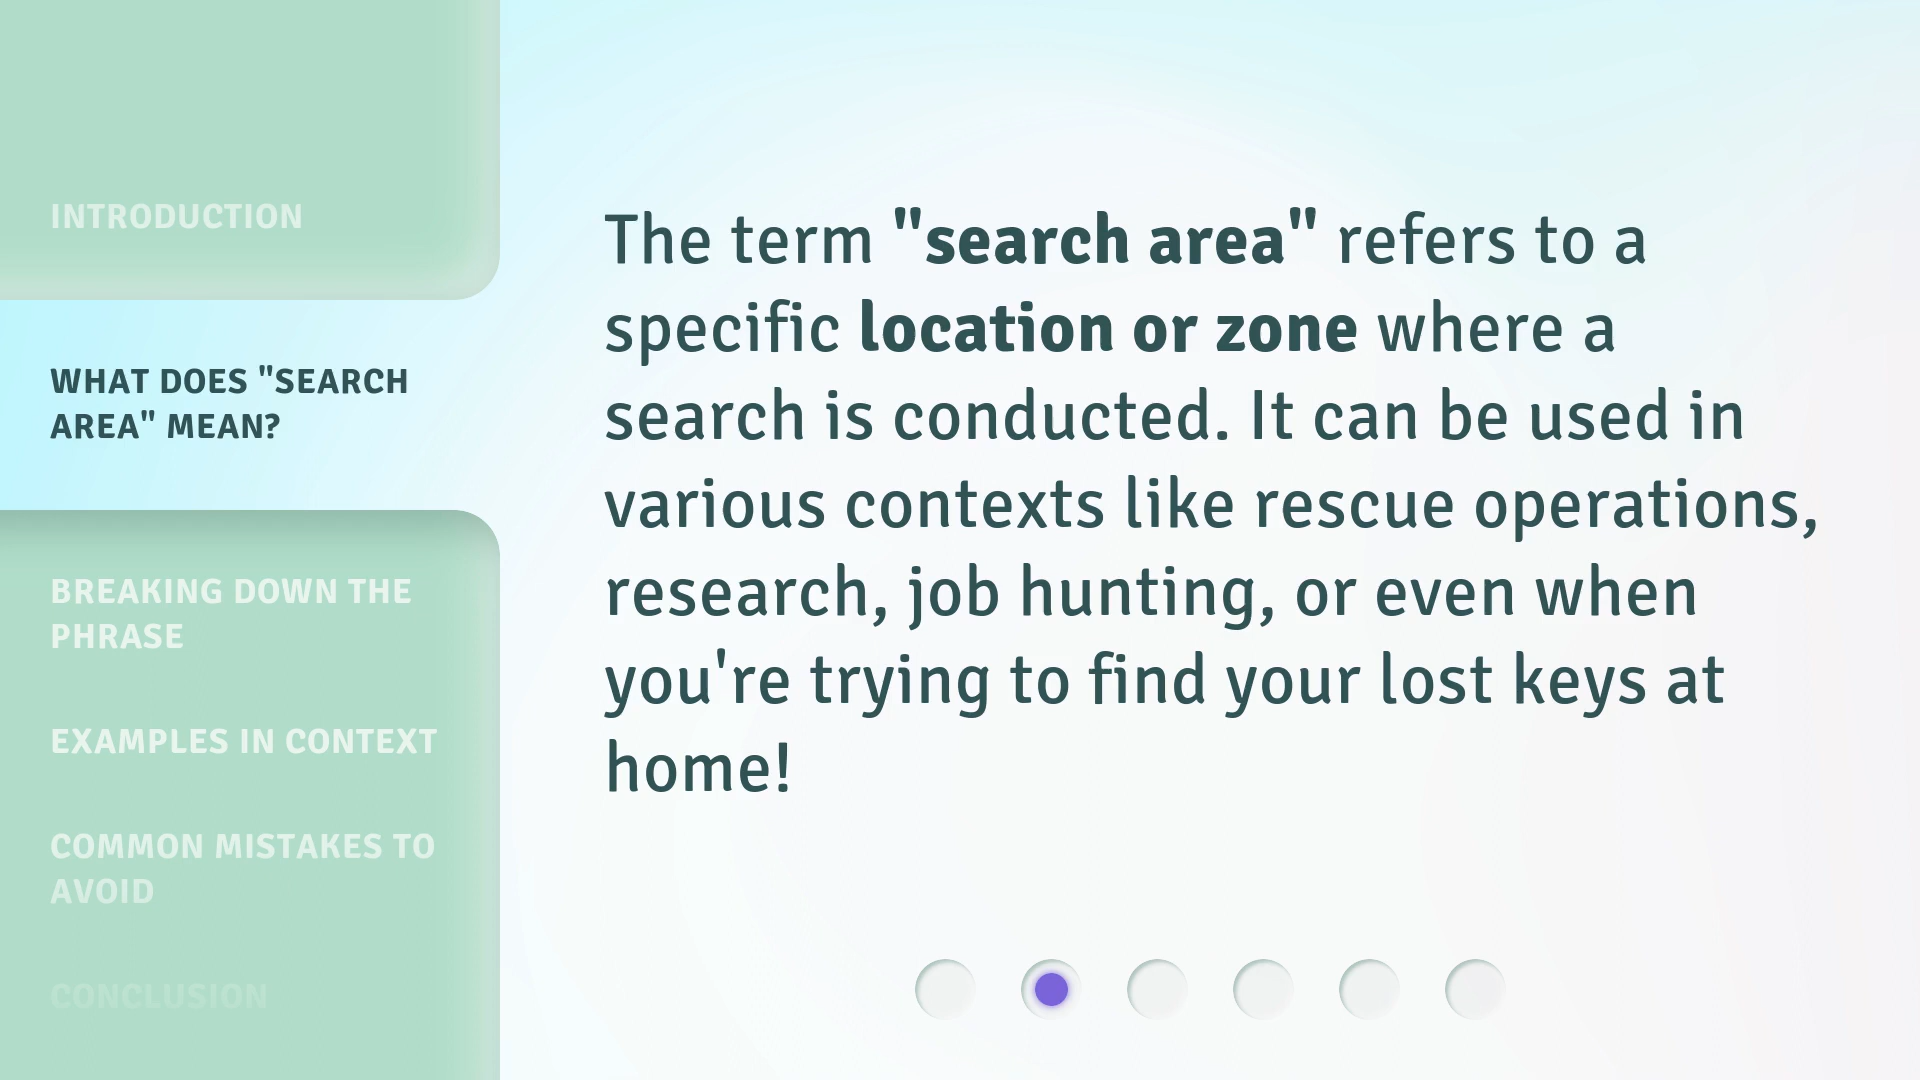 INTRODUCTION
WHAT DOES "SEARCH
AREA" MEAN?
BREAKING DOWN THE
PHRASE
EXAMPLES IN CONTEXT
COMMON MISTAKES TO
AVOID
CONCLUSION
The term "search area" refers to a
specific location or zone where a
search is conducted. It can be used in
various contexts like rescue operations,
research, job hunting, or even when
you're trying to find your lost keys at
home!